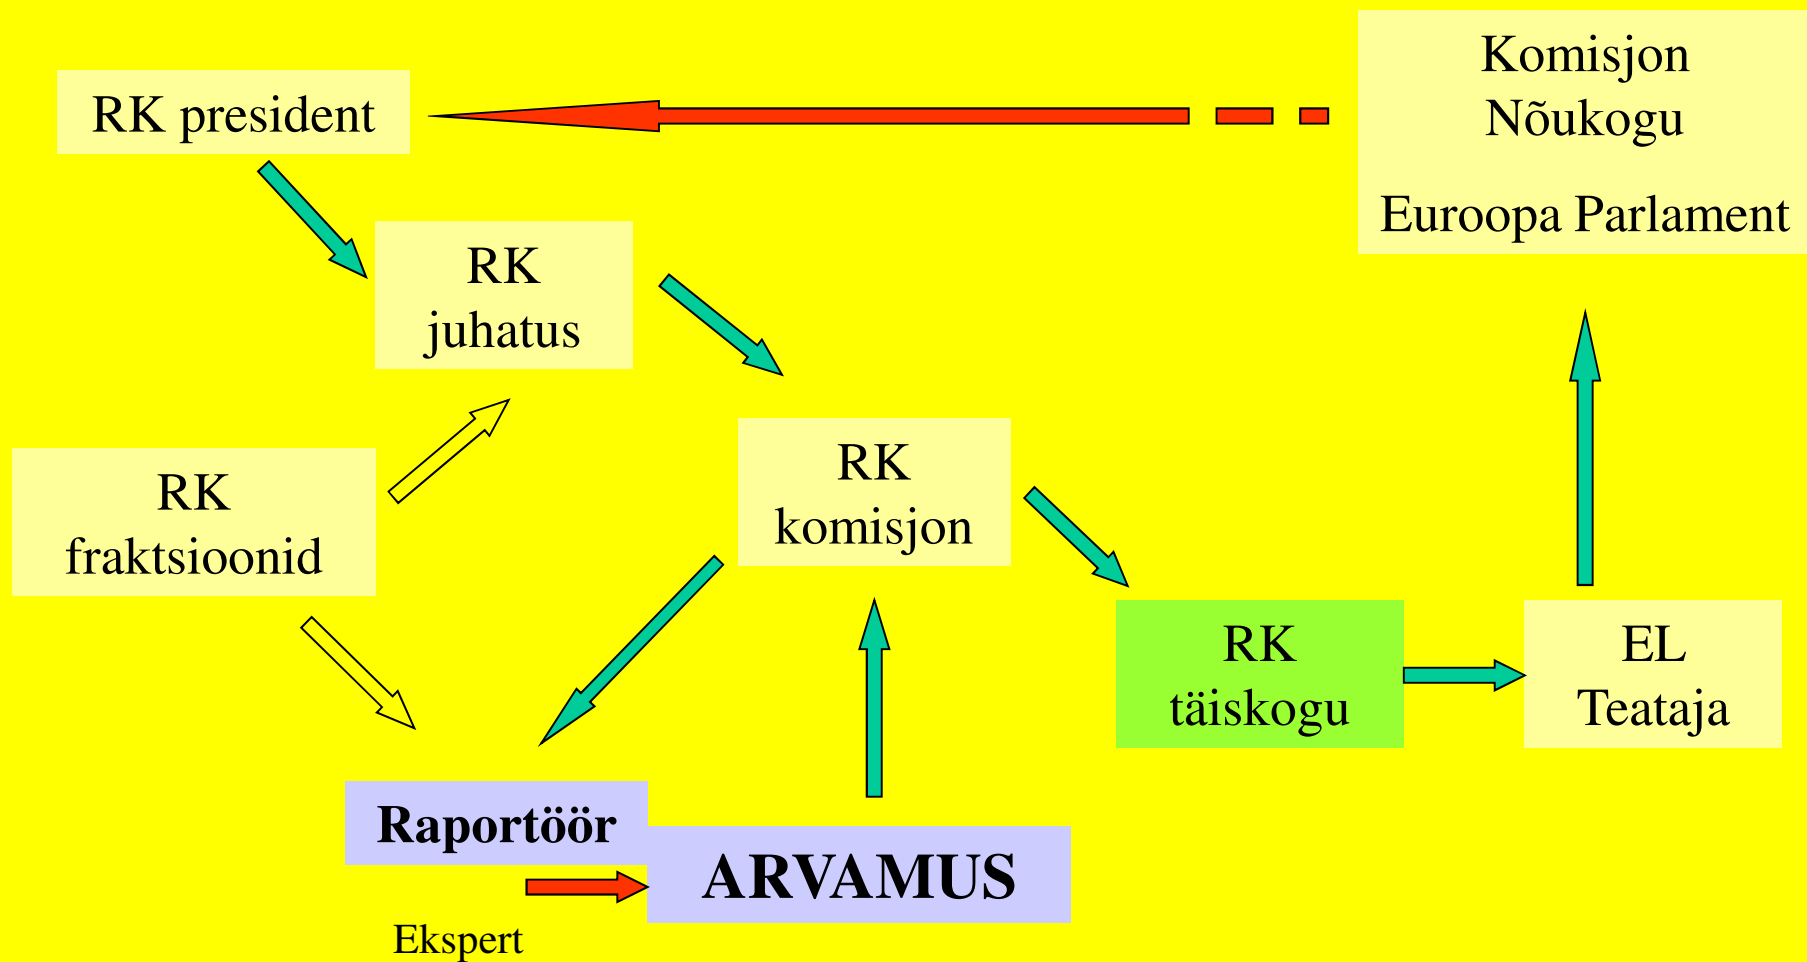 Komisjon
Nõukogu
Euroopa Parlament
RK president
RK
juhatus
RK
fraktsioonid
RK
komisjon
RK
täiskogu
EL
Teataja
Raportöör
ARVAMUS
Ekspert